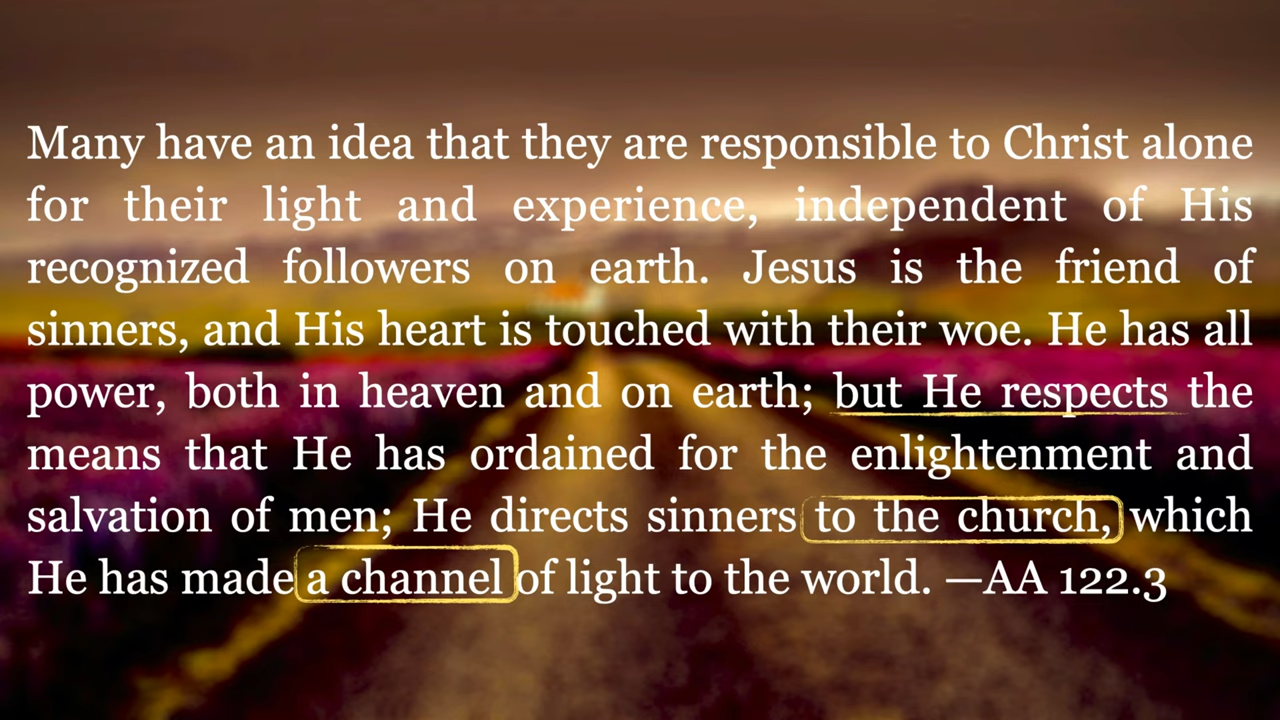 Many have an idea that they are responsible to Christ alone
for their light and experience, independent of His
recognized followers on earth. Jesus is the friend of
sinners, and His heart is touched with their woe. He has all
power, both in heaven and on earth; but He respects the
means that He has ordained for the enlightenment and
salvation of men; He directs sinners to the church, which
He has made a channel of light to the world. —AA 122.3